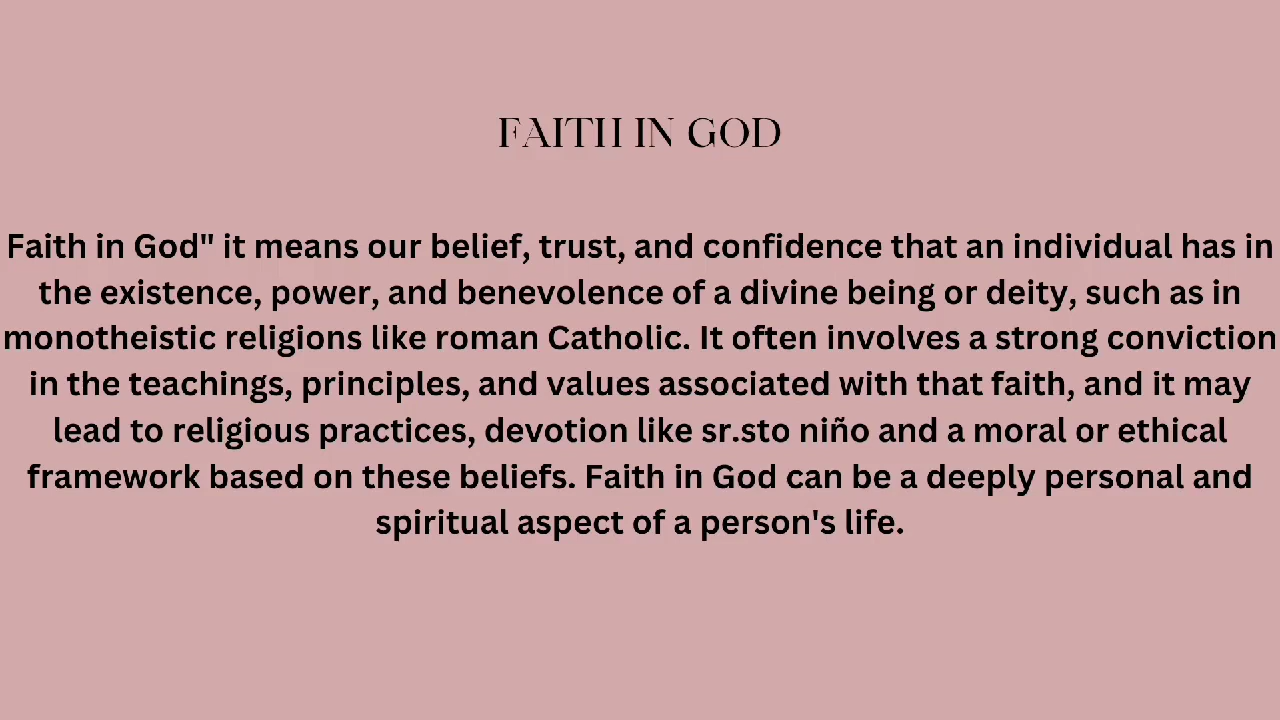 FAITH IN GOD
Faith in God" it means our belief, trust, and confidence that an individual has in
the existence, power, and benevolence of a divine being or deity, such as in
monotheistic religions like roman Catholic. It often involves a strong conviction
in the teachings, principles, and values associated with that faith, and it may
lead to religious practices, devotion like sr.sto niño and a moral or ethical
framework based on these beliefs. Faith in God can be a deeply personal and
spiritual aspect of a person's life.